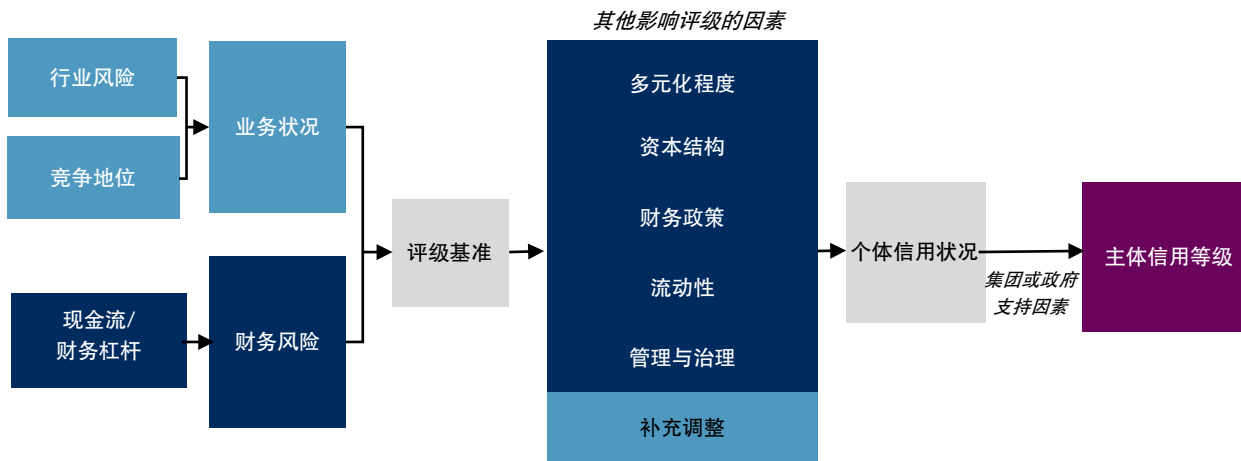 其他影响评级的因素
行业风险
竞争地位
业务状况
现金流/
财务杠杆
财务风险
评级基准
多元化程度
资本结构
财务政策
流动性
管理与治理
补充调整
个体信用状况
集团或政府
支持因素
主体信用等级